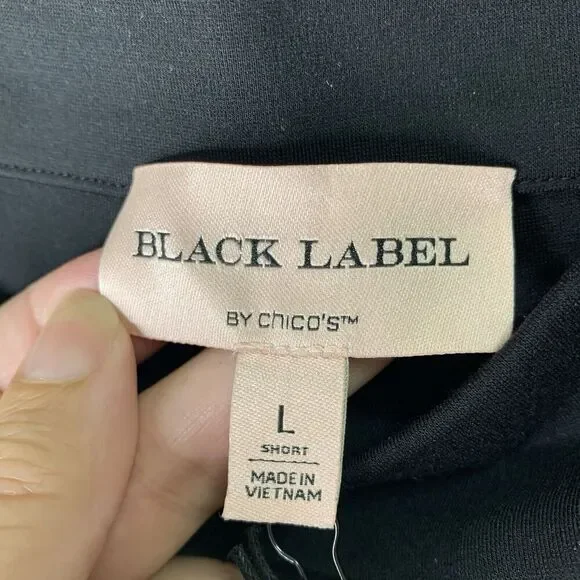 BLACK LABEL
BY CHICO'S™
L
SHORT
MADE IN
VIETNAM